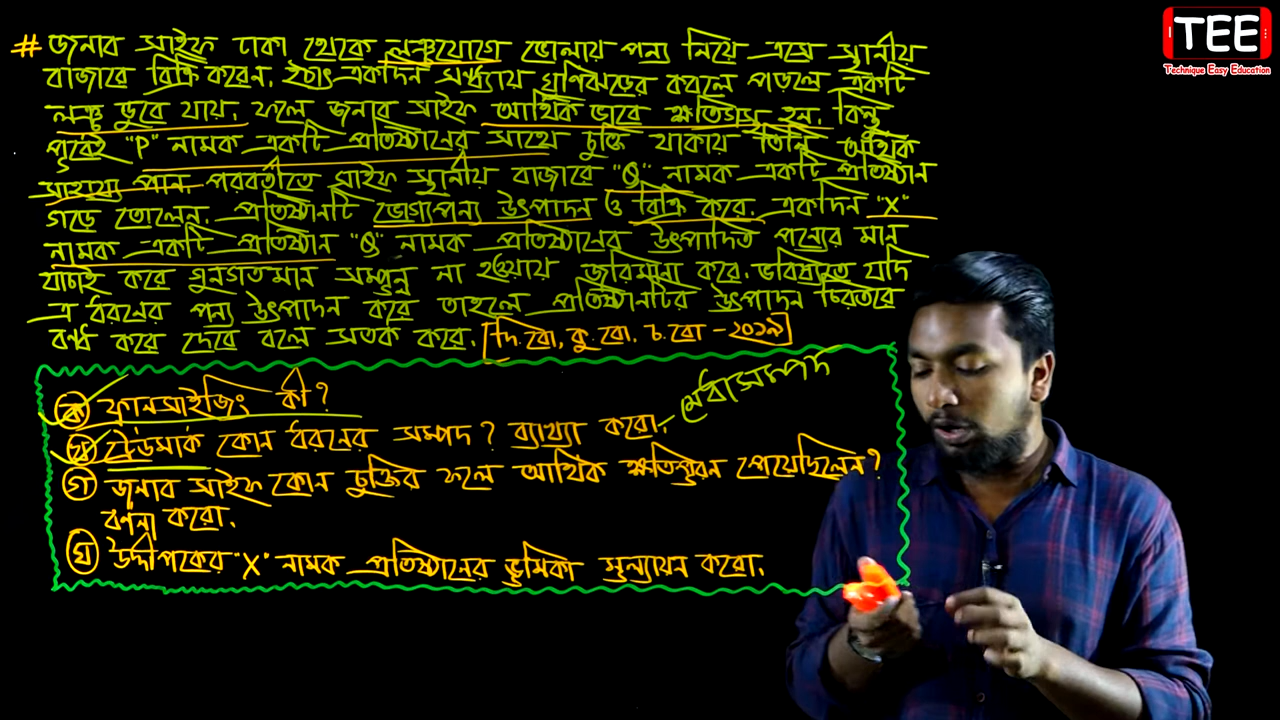 TEE
Technique Easy Education
# জনাব সাইফ ঢাকা থেকে লঞ্চযোগে ভোলায় পন্য নিয়ে এসে স্থানীয়
বাজারে বিক্রি করেন. হঠাৎ একদিন সন্ধ্যায় ঘূণিঝড়ের কবলে পড়লে একটি
লঞ্চ ডুবে যায়. ফলে জনাব সাইফ আর্থিক ভাবে ক্ষতিগ্রস্থ হন. কিন্তু
পূবেই "P" নামক একটি প্রতিষ্ঠানের সাথে চুক্তি থাকায় তিনি আর্থিক
সাহায্য পান. পরবর্তীতে সাইফ স্থানীয় বাজারে "Q" নামক একটি প্রতিষ্ঠান
গড়ে তোলেন. প্রতিষ্ঠানটি ভোগ্যপন্য উৎপাদন ও বিক্রি করে. একদিন "X"
নামক একটি প্রতিষ্ঠান "Q" নামক প্রতিষ্ঠানের উৎপাদিত পন্যের মান
যাচাই করে গুনগতমান সম্পন্ন না হওয়ায় জরিমানা করে. ভবিষ্যতে যদি
এ ধরনের পন্য উৎপাদন করে তাহলে প্রতিষ্ঠানটির উৎপাদন চিরতরে
বন্ধ করে দেবে বলে সতর্ক করে. [দি.বো, কু.বো, চ.বো -২০১৯]
ক ফ্রানসাইজিং কী?
খ ট্রেডমার্ক কোন ধরনের সম্পদ? ব্যাখ্যা করো. মেধাসম্পদ
গ জনাব সাইফ কোন চুক্তির ফলে আর্থিক ক্ষতিপূরন পেয়েছিলেন?
বর্ণনা করো.
ঘ উদ্দীপকের "X" নামক প্রতিষ্ঠানের ভূমিকা মূল্যায়ন করো.